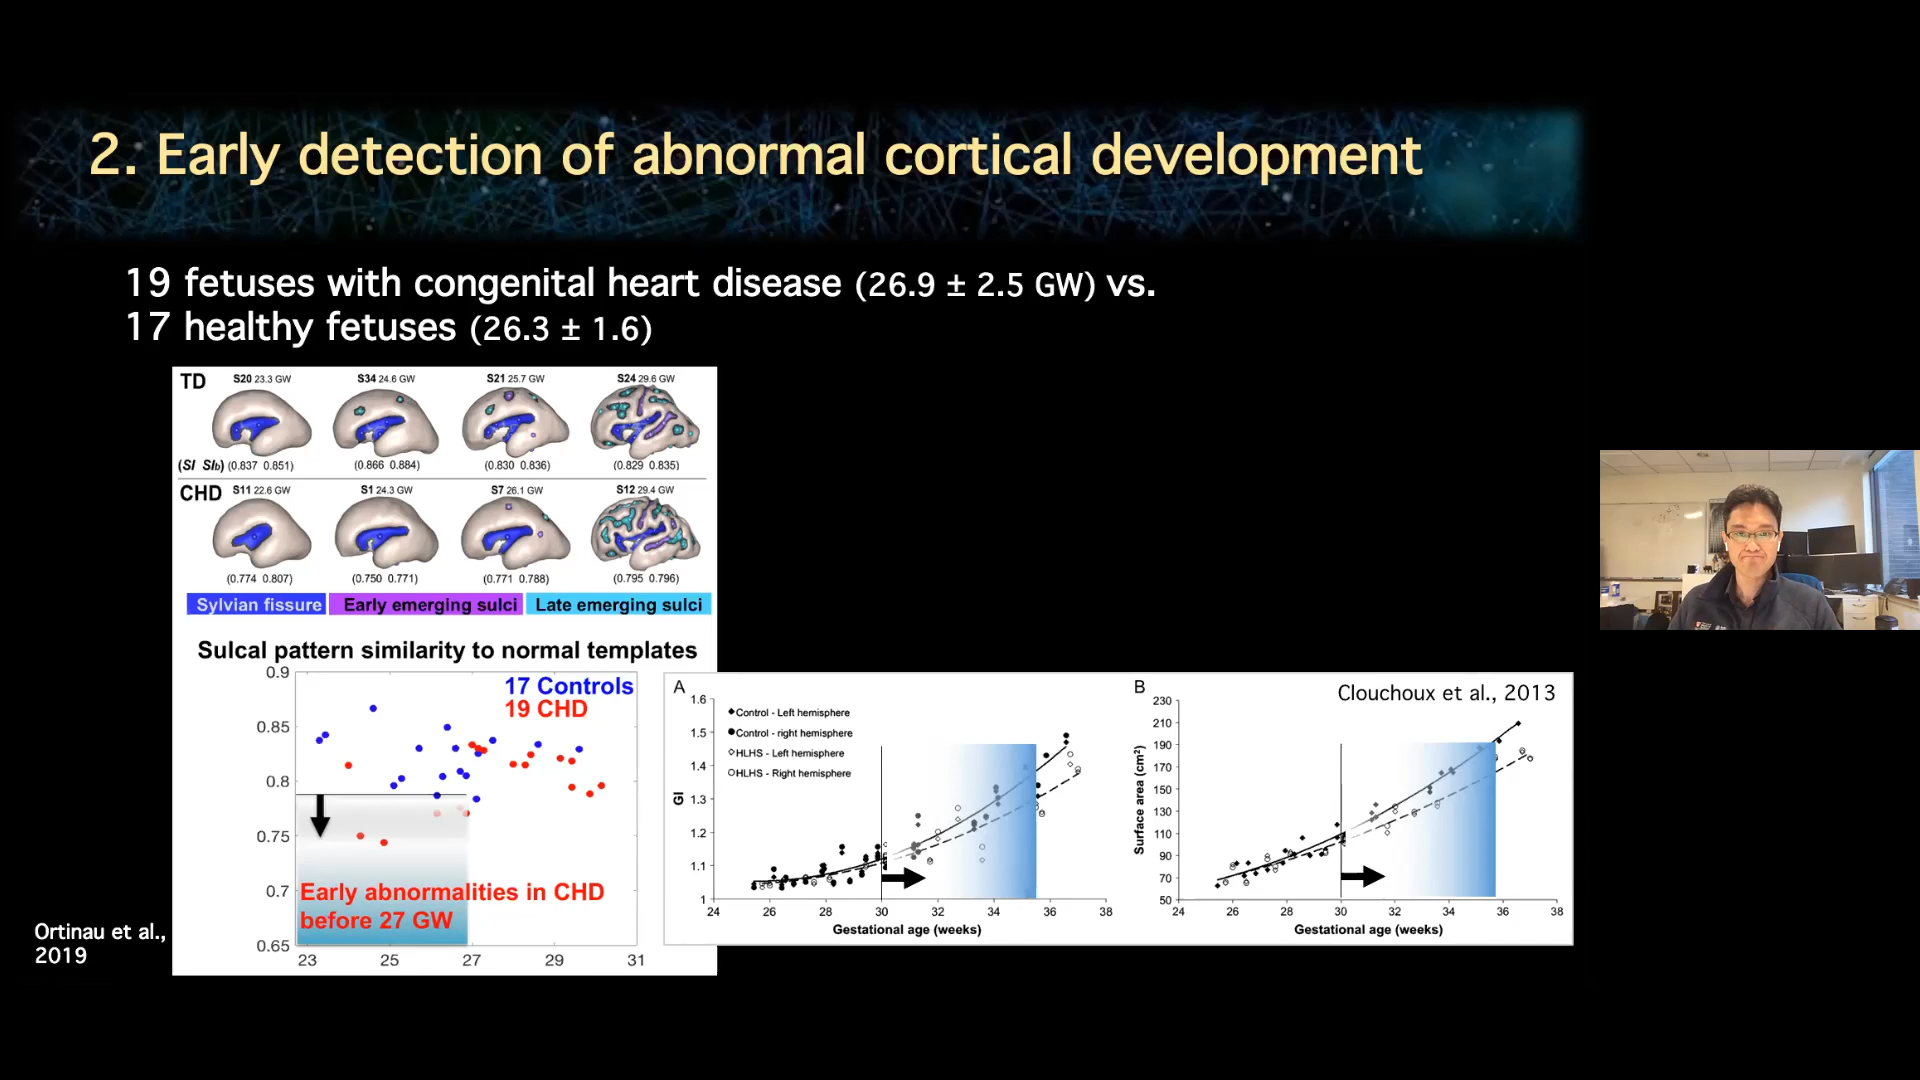 2. Early detection of abnormal cortical development
19 fetuses with congenital heart disease (26.9 ± 2.5 GW) vs.
17 healthy fetuses (26.3 ± 1.6)
TD
S20 23.3 GW
S34 24.6 GW
S21 25.7 GW
S24 29.6 GW
(SI SIb) (0.837 0.851)
(0.866 0.884)
(0.830 0.836)
(0.829 0.835)
CHD
S11 22.6 GW
S1 24.3 GW
S7 26.1 GW
S12 29.4 GW
(0.774 0.807)
(0.750 0.771)
(0.771 0.788)
(0.795 0.796)
Sylvian fissure
Early emerging sulci
Late emerging sulci
Sulcal pattern similarity to normal templates
0.9
0.85
0.8
0.75
0.7
0.65
17 Controls
19 CHD
Early abnormalities in CHD
before 27 GW
23 25 27 29 31
Ortinau et al.,
2019
A
1.6
1.5
1.4
1.3
1.2
1.1
1
GI
Control - Left hemisphere
Control - right hemisphere
HLHS - Left hemisphere
HLHS - Right hemisphere
24 26 28 30 32 34 36 38
Gestational age (weeks)
B
Clouchoux et al., 2013
230
210
190
170
150
130
110
90
70
50
Surface area (cm²)
24 26 28 30 32 34 36 38
Gestational age (weeks)